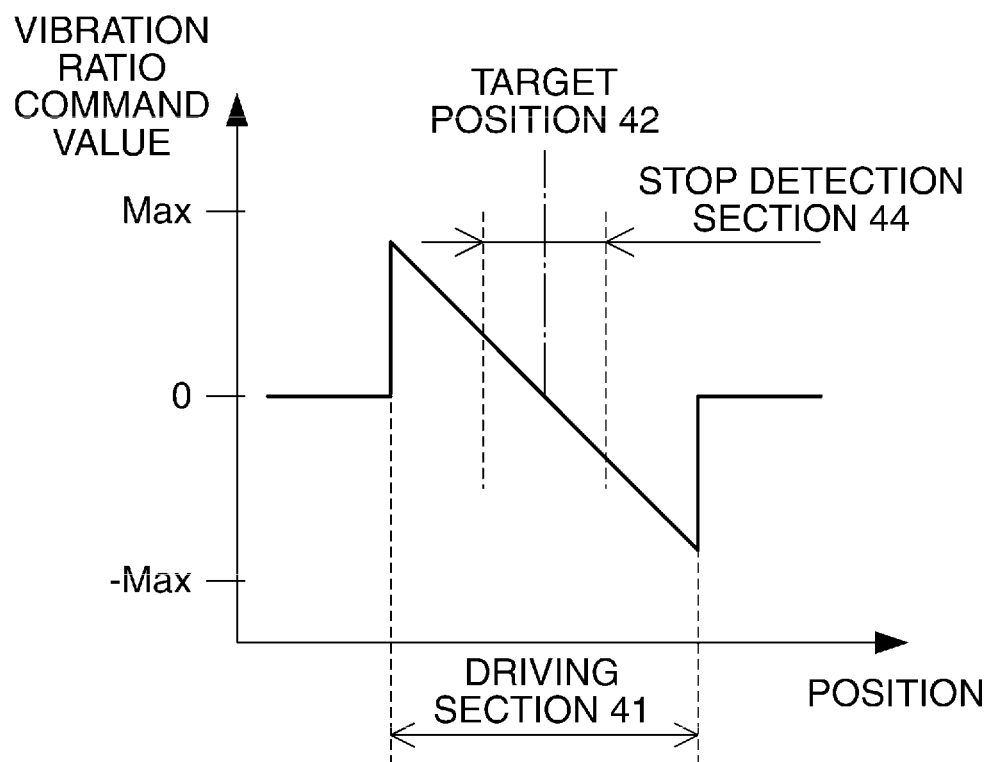 VIBRATION
RATIO
COMMAND
VALUE
TARGET
POSITION 42
STOP DETECTION
SECTION 44
Max
0
-Max
DRIVING
SECTION 41
POSITION